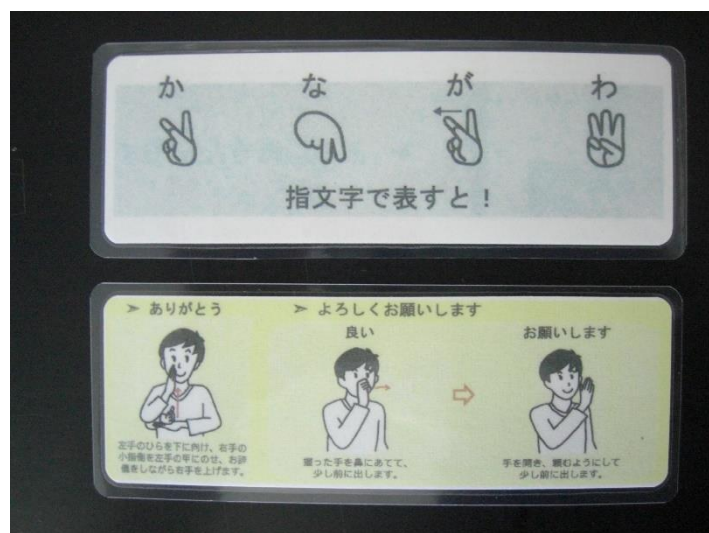 か な が わ
指文字で表すと！
➤ ありがとう ➤ よろしくお願いします
良い お願いします
左手のひらを下に向け、右手の
小指側を左手の甲にのせ、お辞
儀をしながら右手を上げます。
握った手を鼻にあてて、
少し前に出します。
手を開き、頼むようにして
少し前に出します。